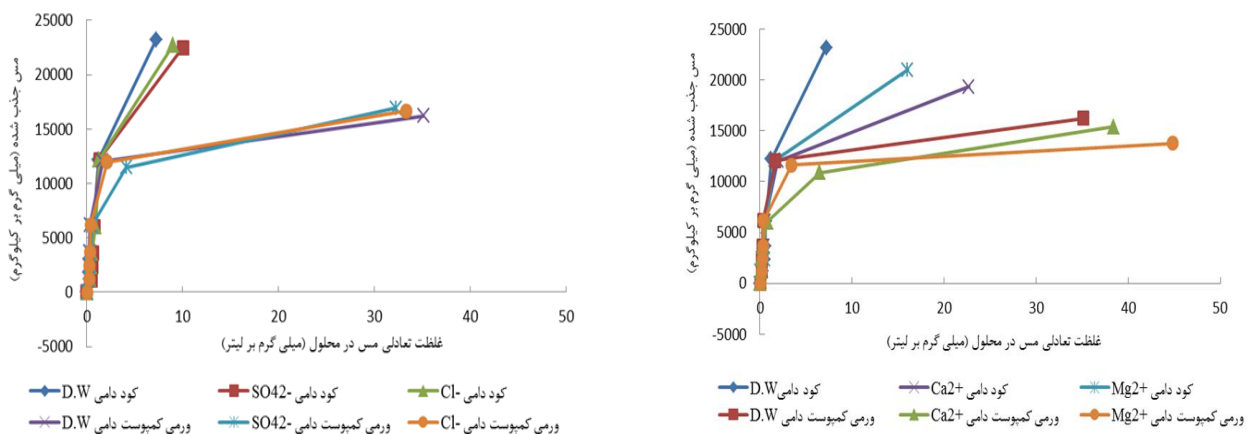 25000
20000
15000
10000
5000
0
-5000
0 10 20 30 40 50
مس جذب شده (میلی گرم بر کیلوگرم)
غلظت تعادلی مس در محلول (میلی گرم بر لیتر)
D.W کود دامی
SO42- کود دامی
Cl- کود دامی
D.W ورمی کمپوست دامی
SO42- ورمی کمپوست دامی
Cl- ورمی کمپوست دامی
25000
20000
15000
10000
5000
0
-5000
0 10 20 30 40 50
مس جذب شده (میلی گرم بر کیلوگرم)
غلظت تعادلی مس در محلول (میلی گرم بر لیتر)
D.W کود دامی
Ca2+ کود دامی
Mg2+ کود دامی
D.W ورمی کمپوست دامی
Ca2+ ورمی کمپوست دامی
Mg2+ ورمی کمپوست دامی